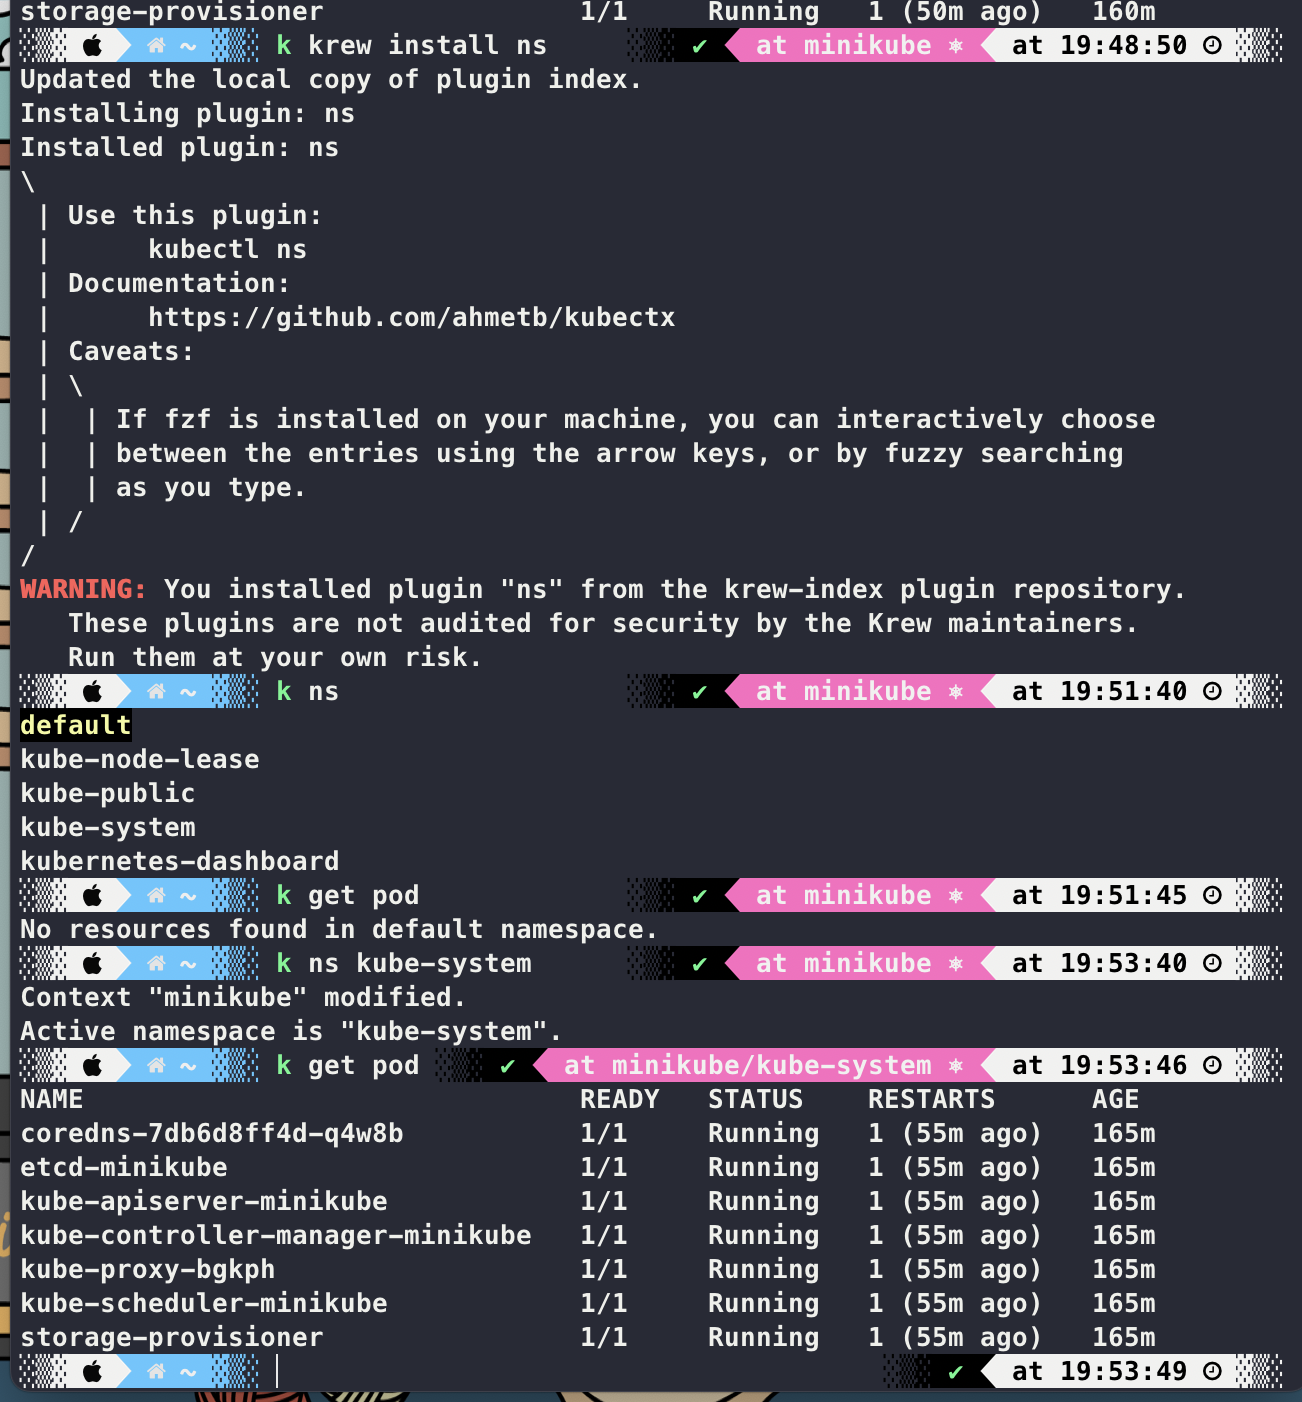 storage-provisioner 1/1 Running 1 (50m ago) 160m
~ k krew install ns ✔ at minikube ⎈ at 19:48:50
Updated the local copy of plugin index.
Installing plugin: ns
Installed plugin: ns
\
 | Use this plugin:
 | 	kubectl ns
 | Documentation:
 | 	https://github.com/ahmetb/kubectx
 | Caveats:
 | \
 |  | If fzf is installed on your machine, you can interactively choose
 |  | between the entries using the arrow keys, or by fuzzy searching
 |  | as you type.
 | /
/
WARNING: You installed plugin "ns" from the krew-index plugin repository.
   These plugins are not audited for security by the Krew maintainers.
   Run them at your own risk.
~ k ns ✔ at minikube ⎈ at 19:51:40
default
kube-node-lease
kube-public
kube-system
kubernetes-dashboard
~ k get pod ✔ at minikube ⎈ at 19:51:45
No resources found in default namespace.
~ k ns kube-system ✔ at minikube ⎈ at 19:53:40
Context "minikube" modified.
Active namespace is "kube-system".
~ k get pod ✔ at minikube/kube-system ⎈ at 19:53:46
NAME READY STATUS RESTARTS AGE
coredns-7db6d8ff4d-q4w8b 1/1 Running 1 (55m ago) 165m
etcd-minikube 1/1 Running 1 (55m ago) 165m
kube-apiserver-minikube 1/1 Running 1 (55m ago) 165m
kube-controller-manager-minikube 1/1 Running 1 (55m ago) 165m
kube-proxy-bgkph 1/1 Running 1 (55m ago) 165m
kube-scheduler-minikube 1/1 Running 1 (55m ago) 165m
storage-provisioner 1/1 Running 1 (55m ago) 165m
~ ✔ at 19:53:49